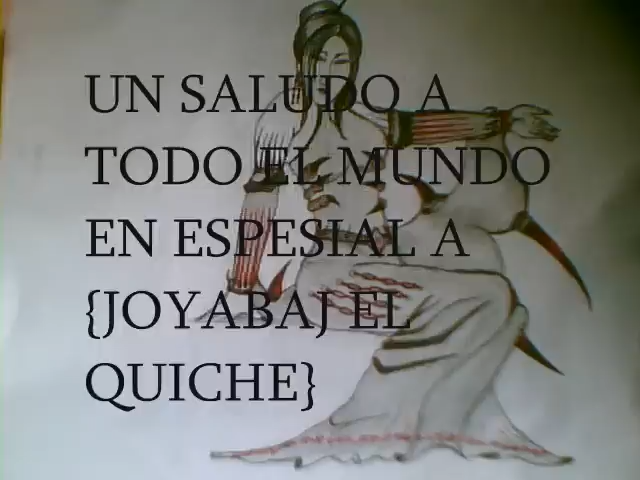 UN SALUDO A
TODO EL MUNDO
EN ESPESIAL A
{JOYABAJ EL
QUICHE}